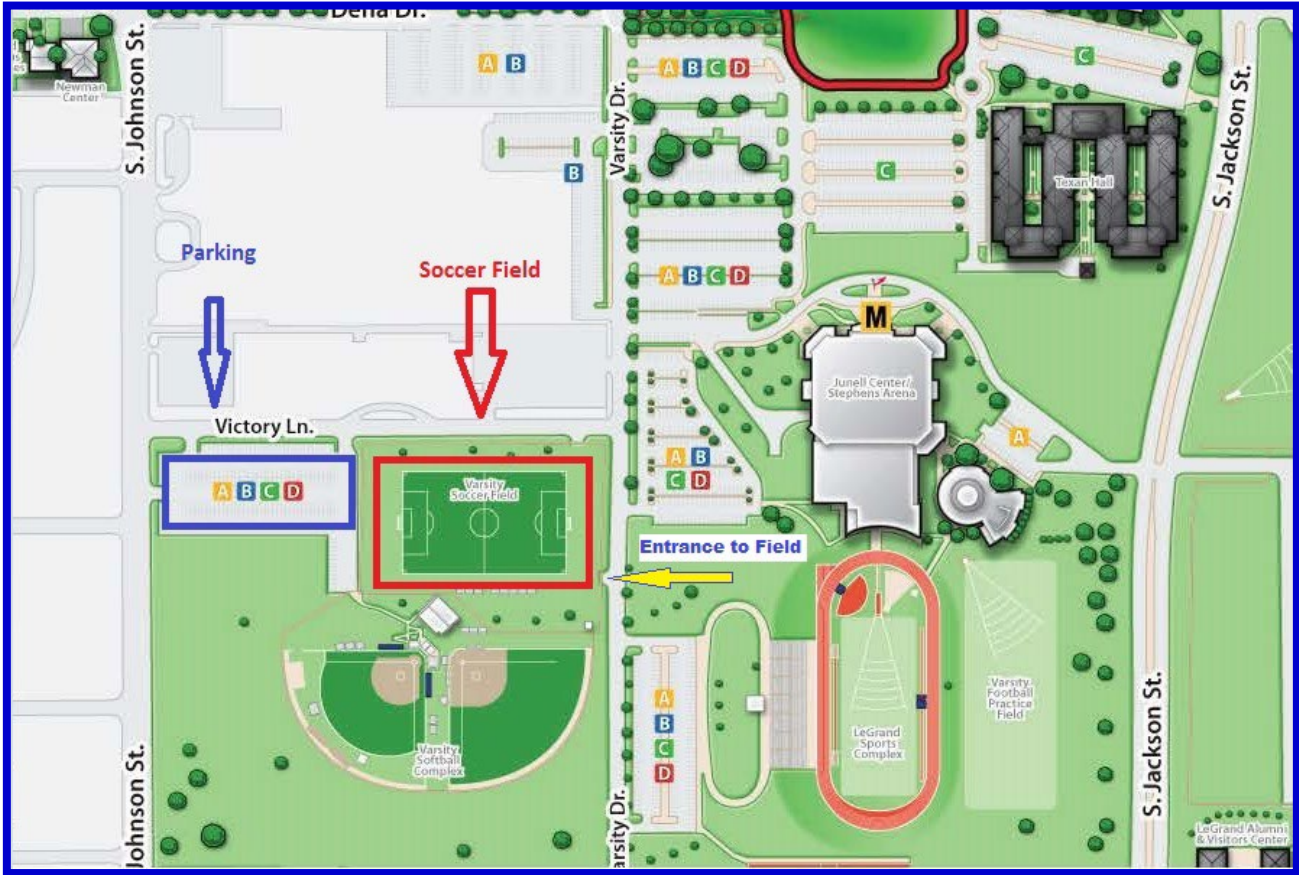 Dena Dr.
S. Johnson St.
Newman
Center
A B
Varsity Dr.
A B C D
C
S. Jackson St.
B
C
Texan Hall
Parking
Soccer Field
A B C D
M
Junell Center/
Stephens Arena
Victory Ln.
A B C D
Varsity
Soccer Field
A B
C D
A
Entrance to Field
A
B
C
D
Varsity
Football
Practice
Field
LeGrand
Sports
Complex
Varsity
Softball
Complex
S. Jackson St.
Johnson St.
arsity Dr.
LeGrand Alumni
& Visitors Center